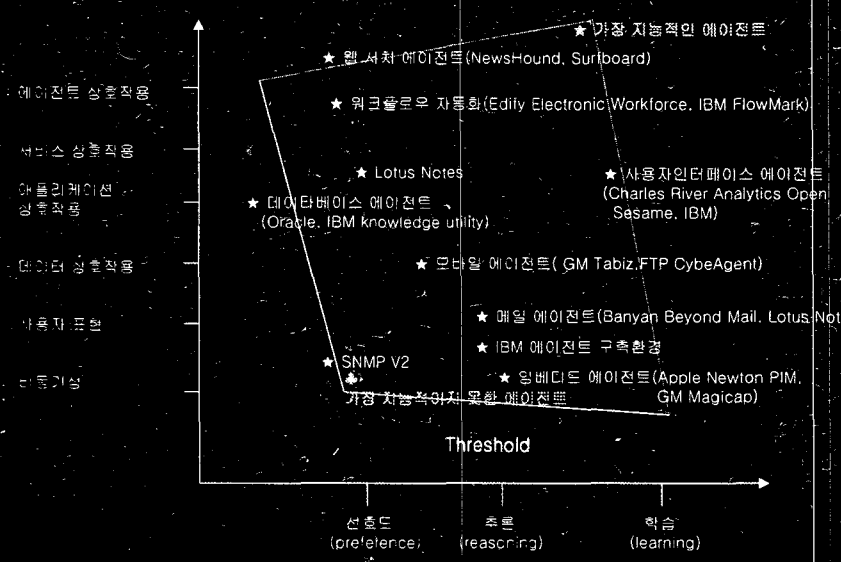 ★ 가장 지능적인 에이전트
★ 웹 서치 에이전트(NewsHound, Surfboard)
에이전트 상호작용
★ 워크플로우 자동화(Edify Electronic Workforce, IBM FlowMark)
서비스 상호작용
★ Lotus Notes
★ 사용자인터페이스 에이전트
(Charles River Analytics Open
Sesame, IBM)
애플리케이션
상호작용
★ 데이타베이스 에이전트
(Oracle, IBM knowledge utility)
데이터 상호작용
★ 모바일 에이전트( GM Tabiz,FTP CybeAgent)
사용자 표현
★ 메일 에이전트(Banyan Beyond Mail, Lotus Not
★ IBM 에이전트 구축환경
★ SNMP V2
비동기성
★ 임베디드 에이전트(Apple Newton PIM,
GM Magicap)
가장 지능적이지 못한 에이전트
Threshold
선호도
(prefetence)
추론
(reasoning)
학습
(learning)